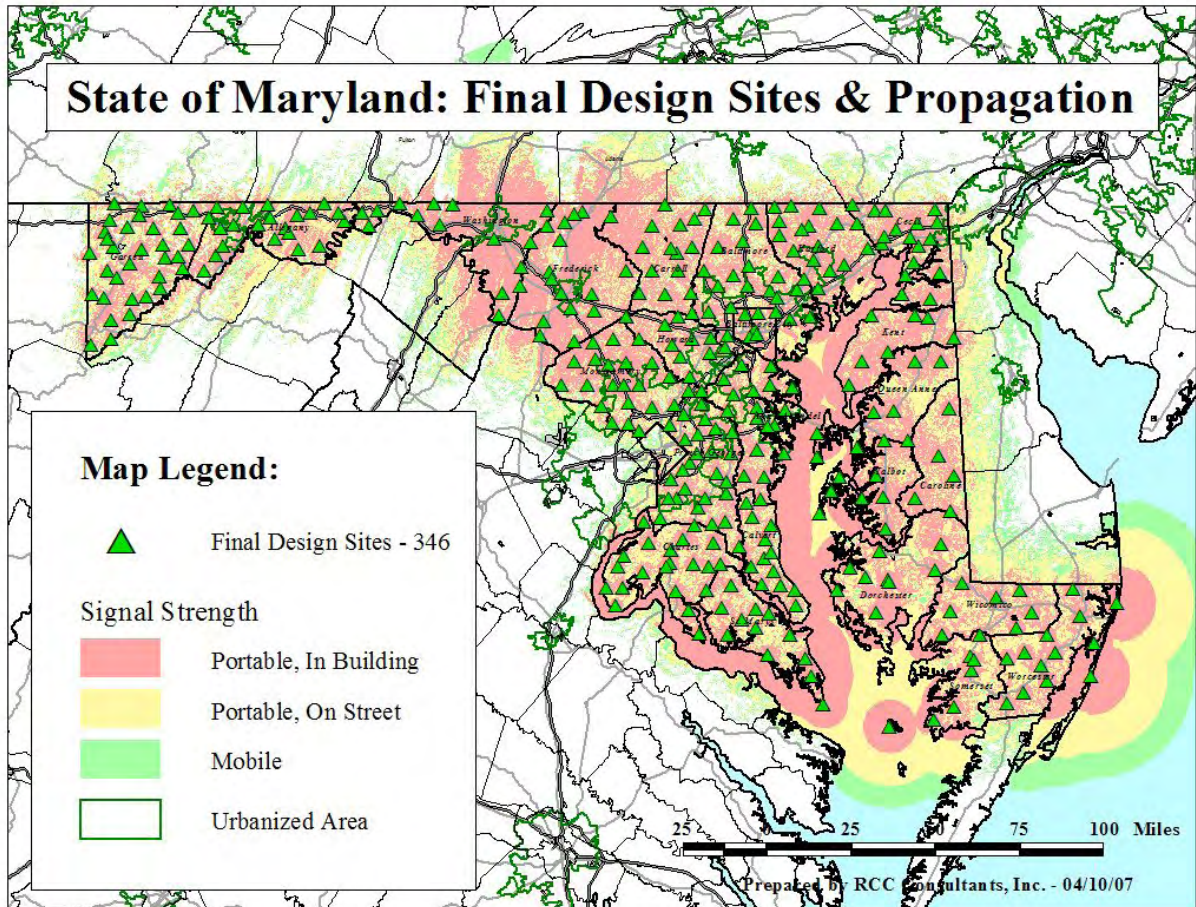 State of Maryland: Final Design Sites & Propagation
Fulton
Adams
Washington
Cecil
Allegany
Garrett
Harford
Baltimore
Carroll
Frederick
Kent
Howard
Montgomery
Queen Anne
Talbot
Caroline
Calvert
Charles
Dorchester
Wicomico
Somerset
Worcester
Map Legend:
Final Design Sites - 346
Signal Strength
Portable, In Building
Portable, On Street
Mobile
Urbanized Area
25 0 25 50 75 100 Miles
Prepared by RCC Consultants, Inc. - 04/10/07